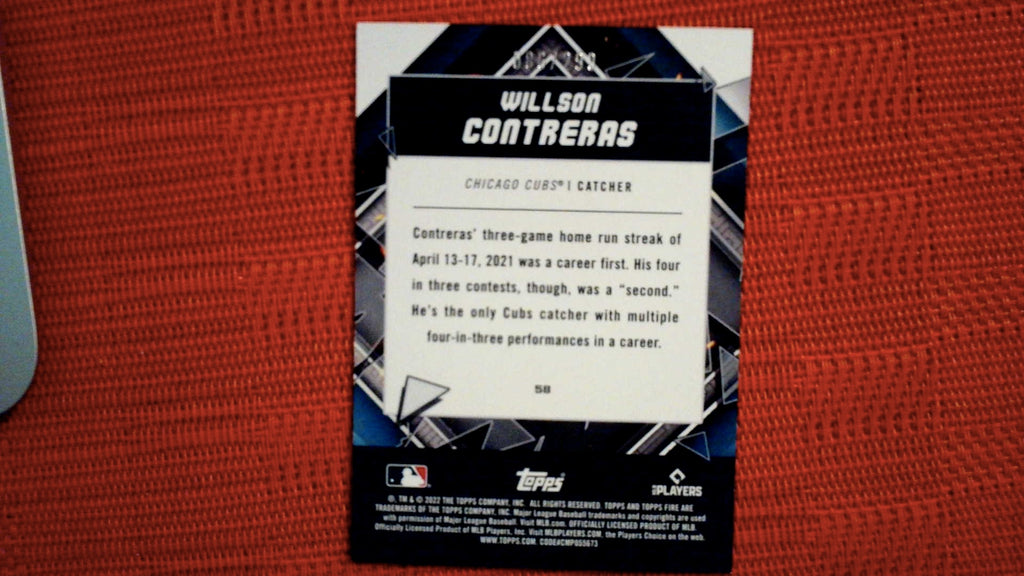 WILLSON
CONTRERAS
CHICAGO CUBS® | CATCHER
Contreras' three-game home run streak of
April 13-17, 2021 was a career first. His four
in three contests, though, was a "second."
He's the only Cubs catcher with multiple
four-in-three performances in a career.
58
topps®
PLAYERS
®, TM & © 2022 THE TOPPS COMPANY, INC. ALL RIGHTS RESERVED. TOPPS AND TOPPS FIRE ARE
TRADEMARKS OF THE TOPPS COMPANY, INC. Major League Baseball trademarks and copyrights are used
with permission of Major League Baseball. Visit MLB.com. OFFICIALLY LICENSED PRODUCT OF MLB
Officially Licensed Product of MLB Players, Inc. Visit MLBPLAYERS.COM, the Players Choice on the web.
WWW.TOPPS.COM. CODE#CMP055673